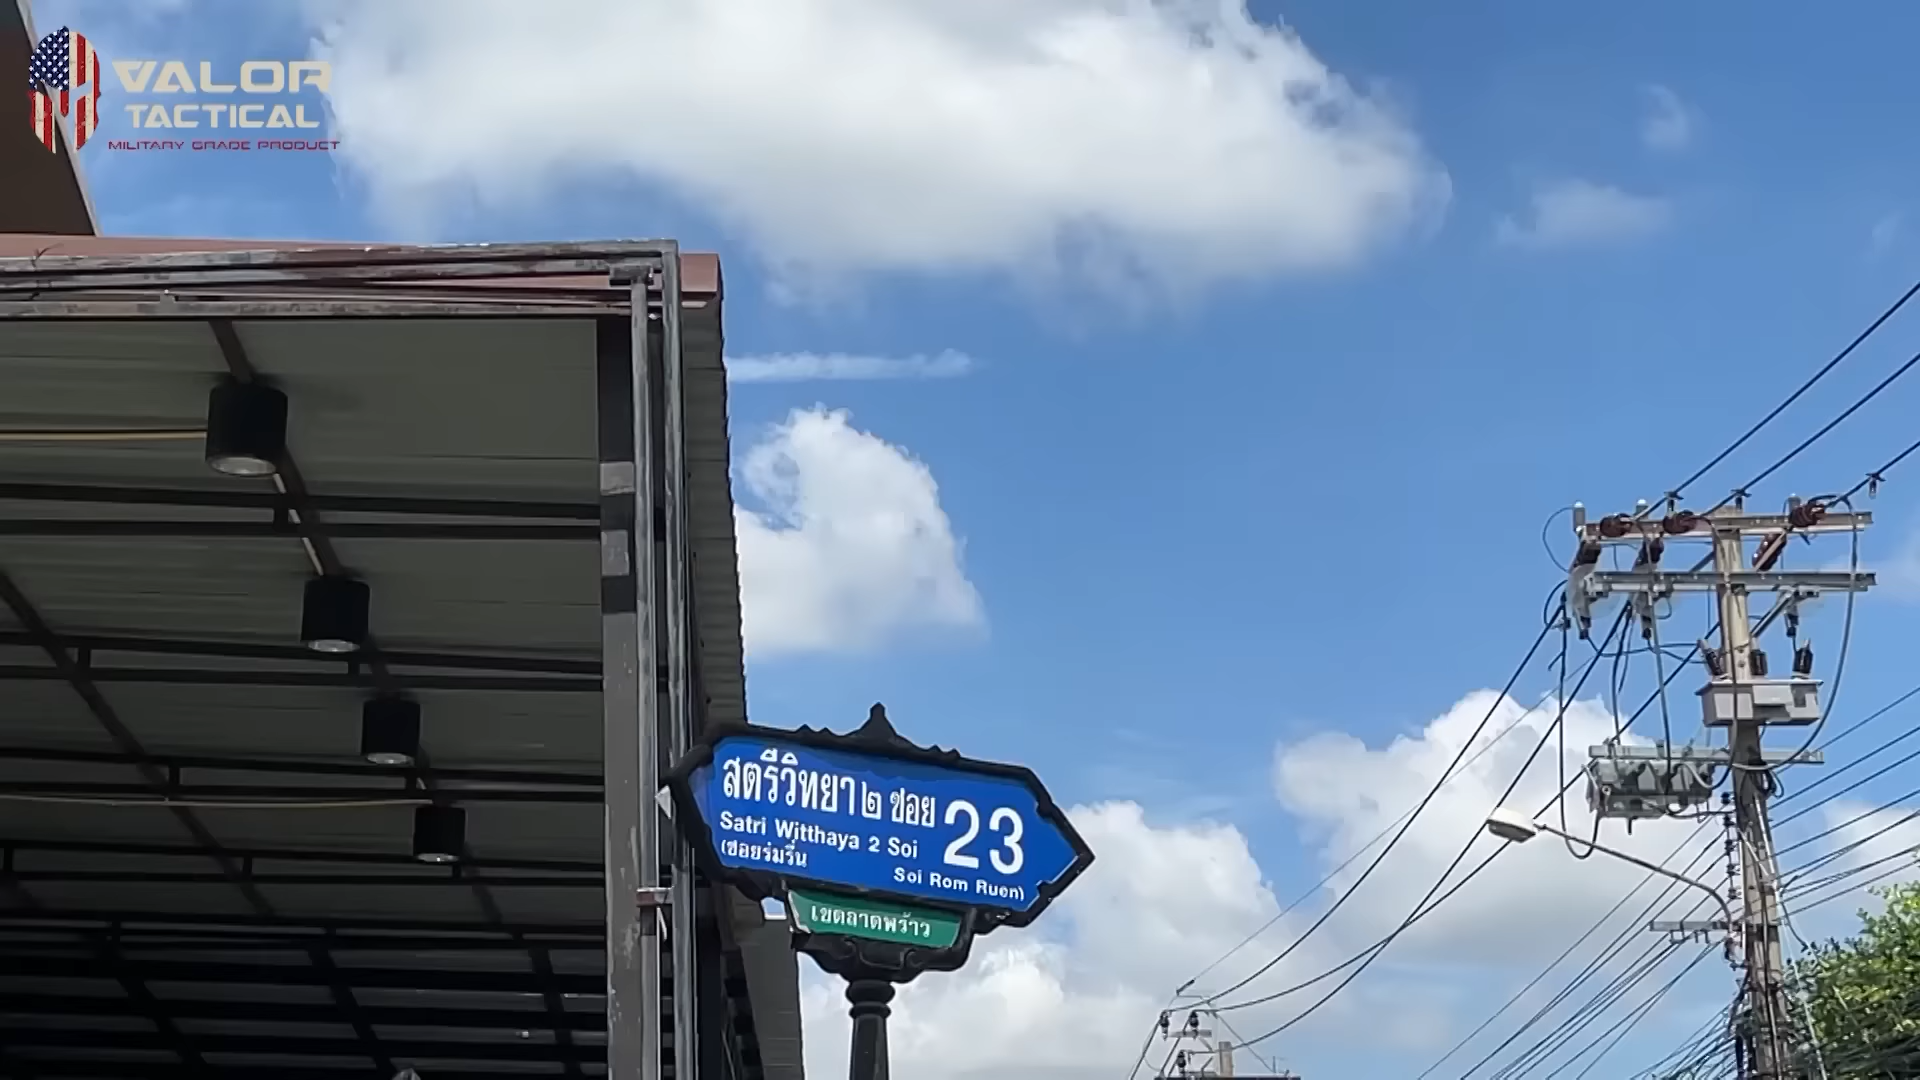 VALOR
TACTICAL
MILITARY GRADE PRODUCT
สตรีวิทยา ๒ ซอย 23
Satri Witthaya 2 Soi
(ซอยร่มรื่น
Soi Rom Ruen)
เขตลาดพร้าว